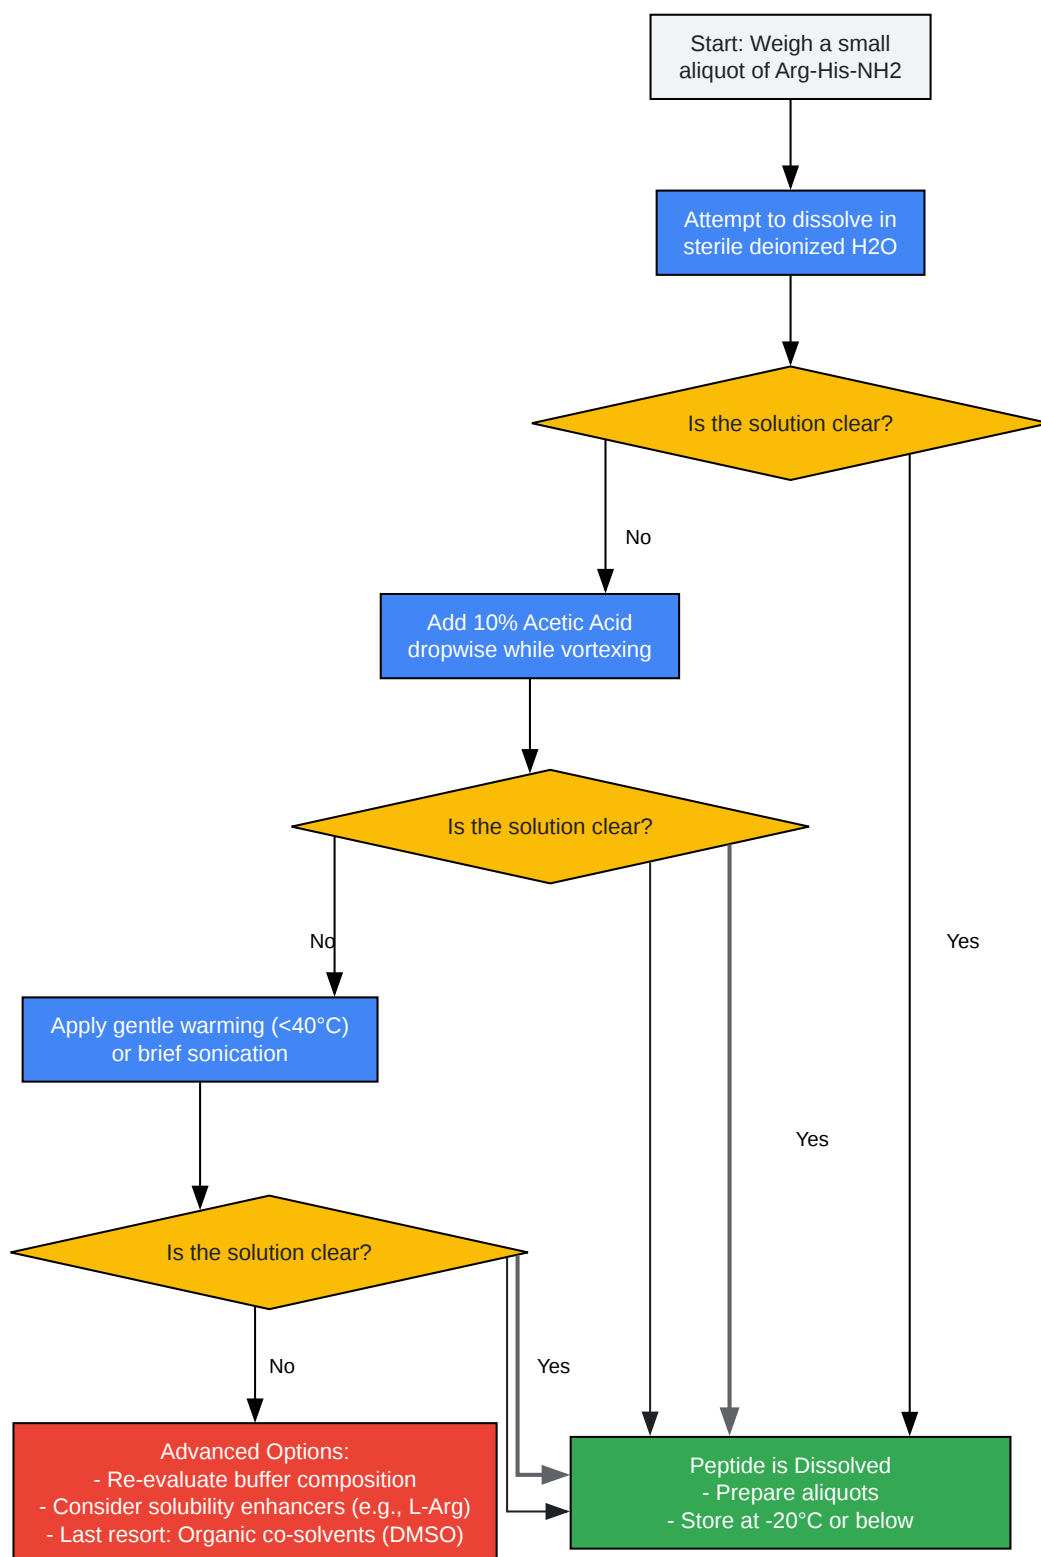 Start: Weigh a small
aliquot of Arg-His-NH2
Attempt to dissolve in
sterile deionized H2O
Is the solution clear?
No
Add 10% Acetic Acid
dropwise while vortexing
Is the solution clear?
No
Yes
Apply gentle warming (<40°C)
or brief sonication
Yes
Is the solution clear?
No
Yes
Advanced Options:
- Re-evaluate buffer composition
- Consider solubility enhancers (e.g., L-Arg)
- Last resort: Organic co-solvents (DMSO)
Peptide is Dissolved
- Prepare aliquots
- Store at -20°C or below